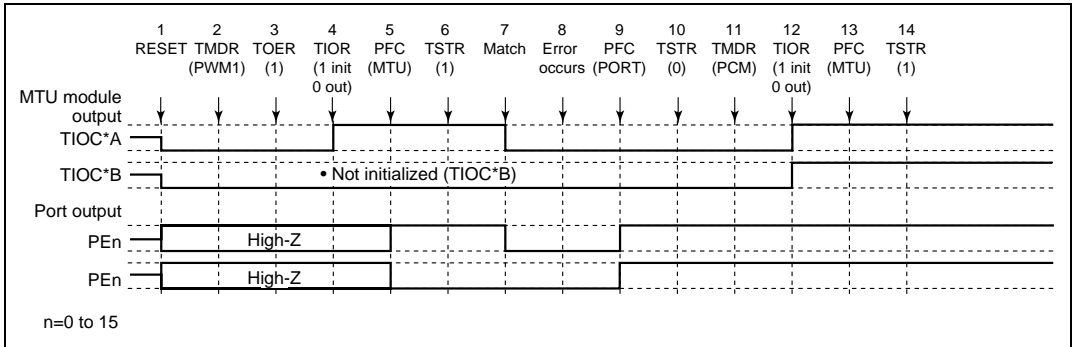 1 2 3 4 5 6 7 8 9 10 11 12 13 14
RESET TMDR TOER TIOR PFC TSTR Match Error PFC TSTR TMDR TIOR PFC TSTR
(PWM1) (1) (1 init (MTU) (1) occurs (PORT) (0) (PCM) (1 init (MTU) (1)
0 out) 0 out)
MTU module
output
TIOC*A
TIOC*B • Not initialized (TIOC*B)
Port output
PEn High-Z
PEn High-Z
n=0 to 15